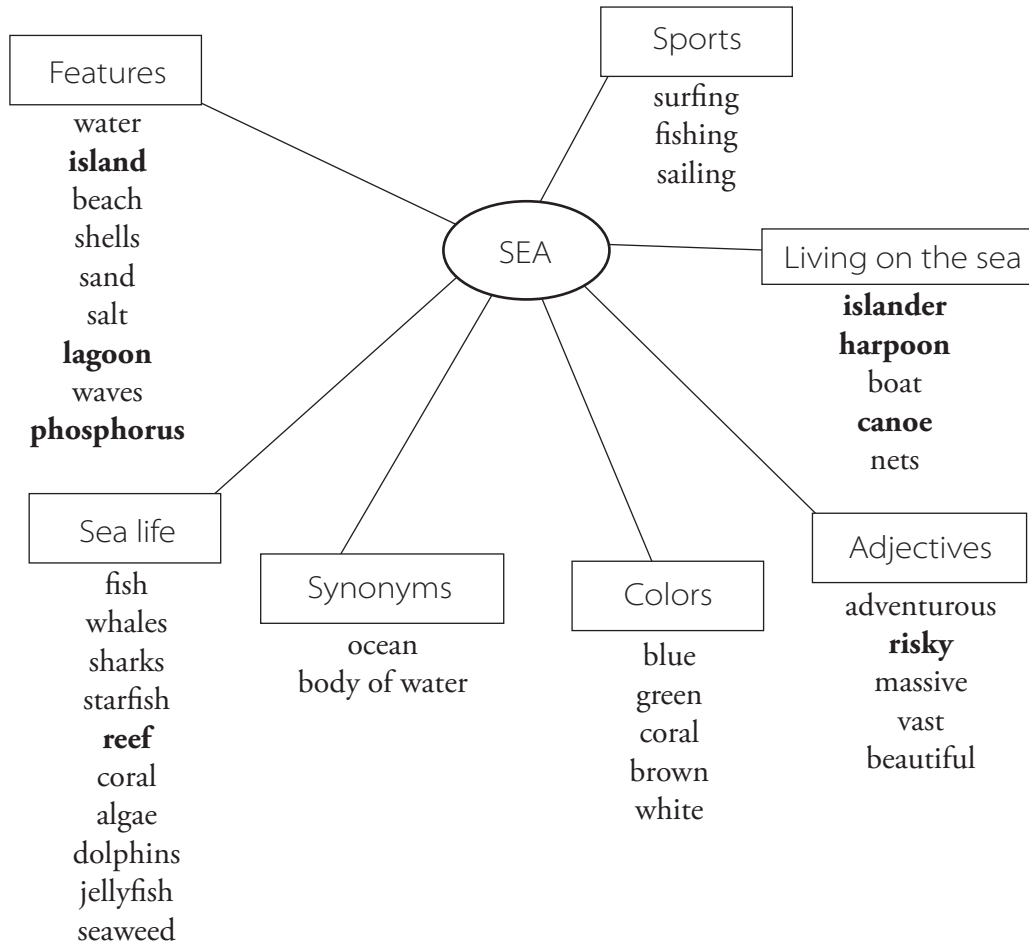 Sports
surfing
fishing
sailing
Features
water
island
beach
shells
sand
salt
lagoon
waves
phosphorus
SEA
Living on the sea
islander
harpoon
boat
canoe
nets
Sea life
fish
whales
sharks
starfish
reef
coral
algae
dolphins
jellyfish
seaweed
Synonyms
ocean
body of water
Colors
blue
green
coral
brown
white
Adjectives
adventurous
risky
massive
vast
beautiful